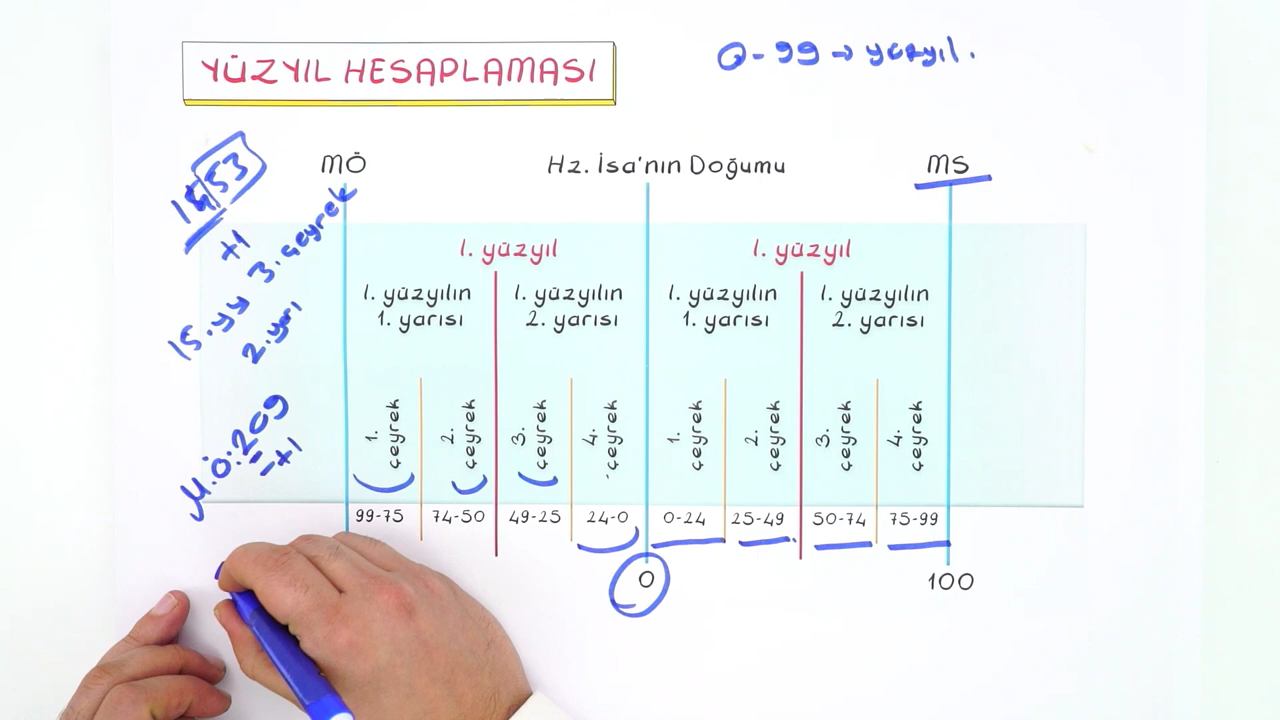 YÜZYIL HESAPLAMASI
0-99 → yüzyıl.
MÖ
Hz. İsa'nın Doğumu
MS
1453
+1
3. çeyrek
15.yy
2.yarı
M.Ö:209
+1
1. yüzyıl
1. yüzyıl
1. yüzyılın
1. yarısı
1. yüzyılın
2. yarısı
1. yüzyılın
1. yarısı
1. yüzyılın
2. yarısı
1.
çeyrek
2.
çeyrek
3.
çeyrek
4.
çeyrek
1.
çeyrek
2.
çeyrek
3.
çeyrek
4.
çeyrek
99-75
74-50
49-25
24-0
0-24
25-49
50-74
75-99
0
100